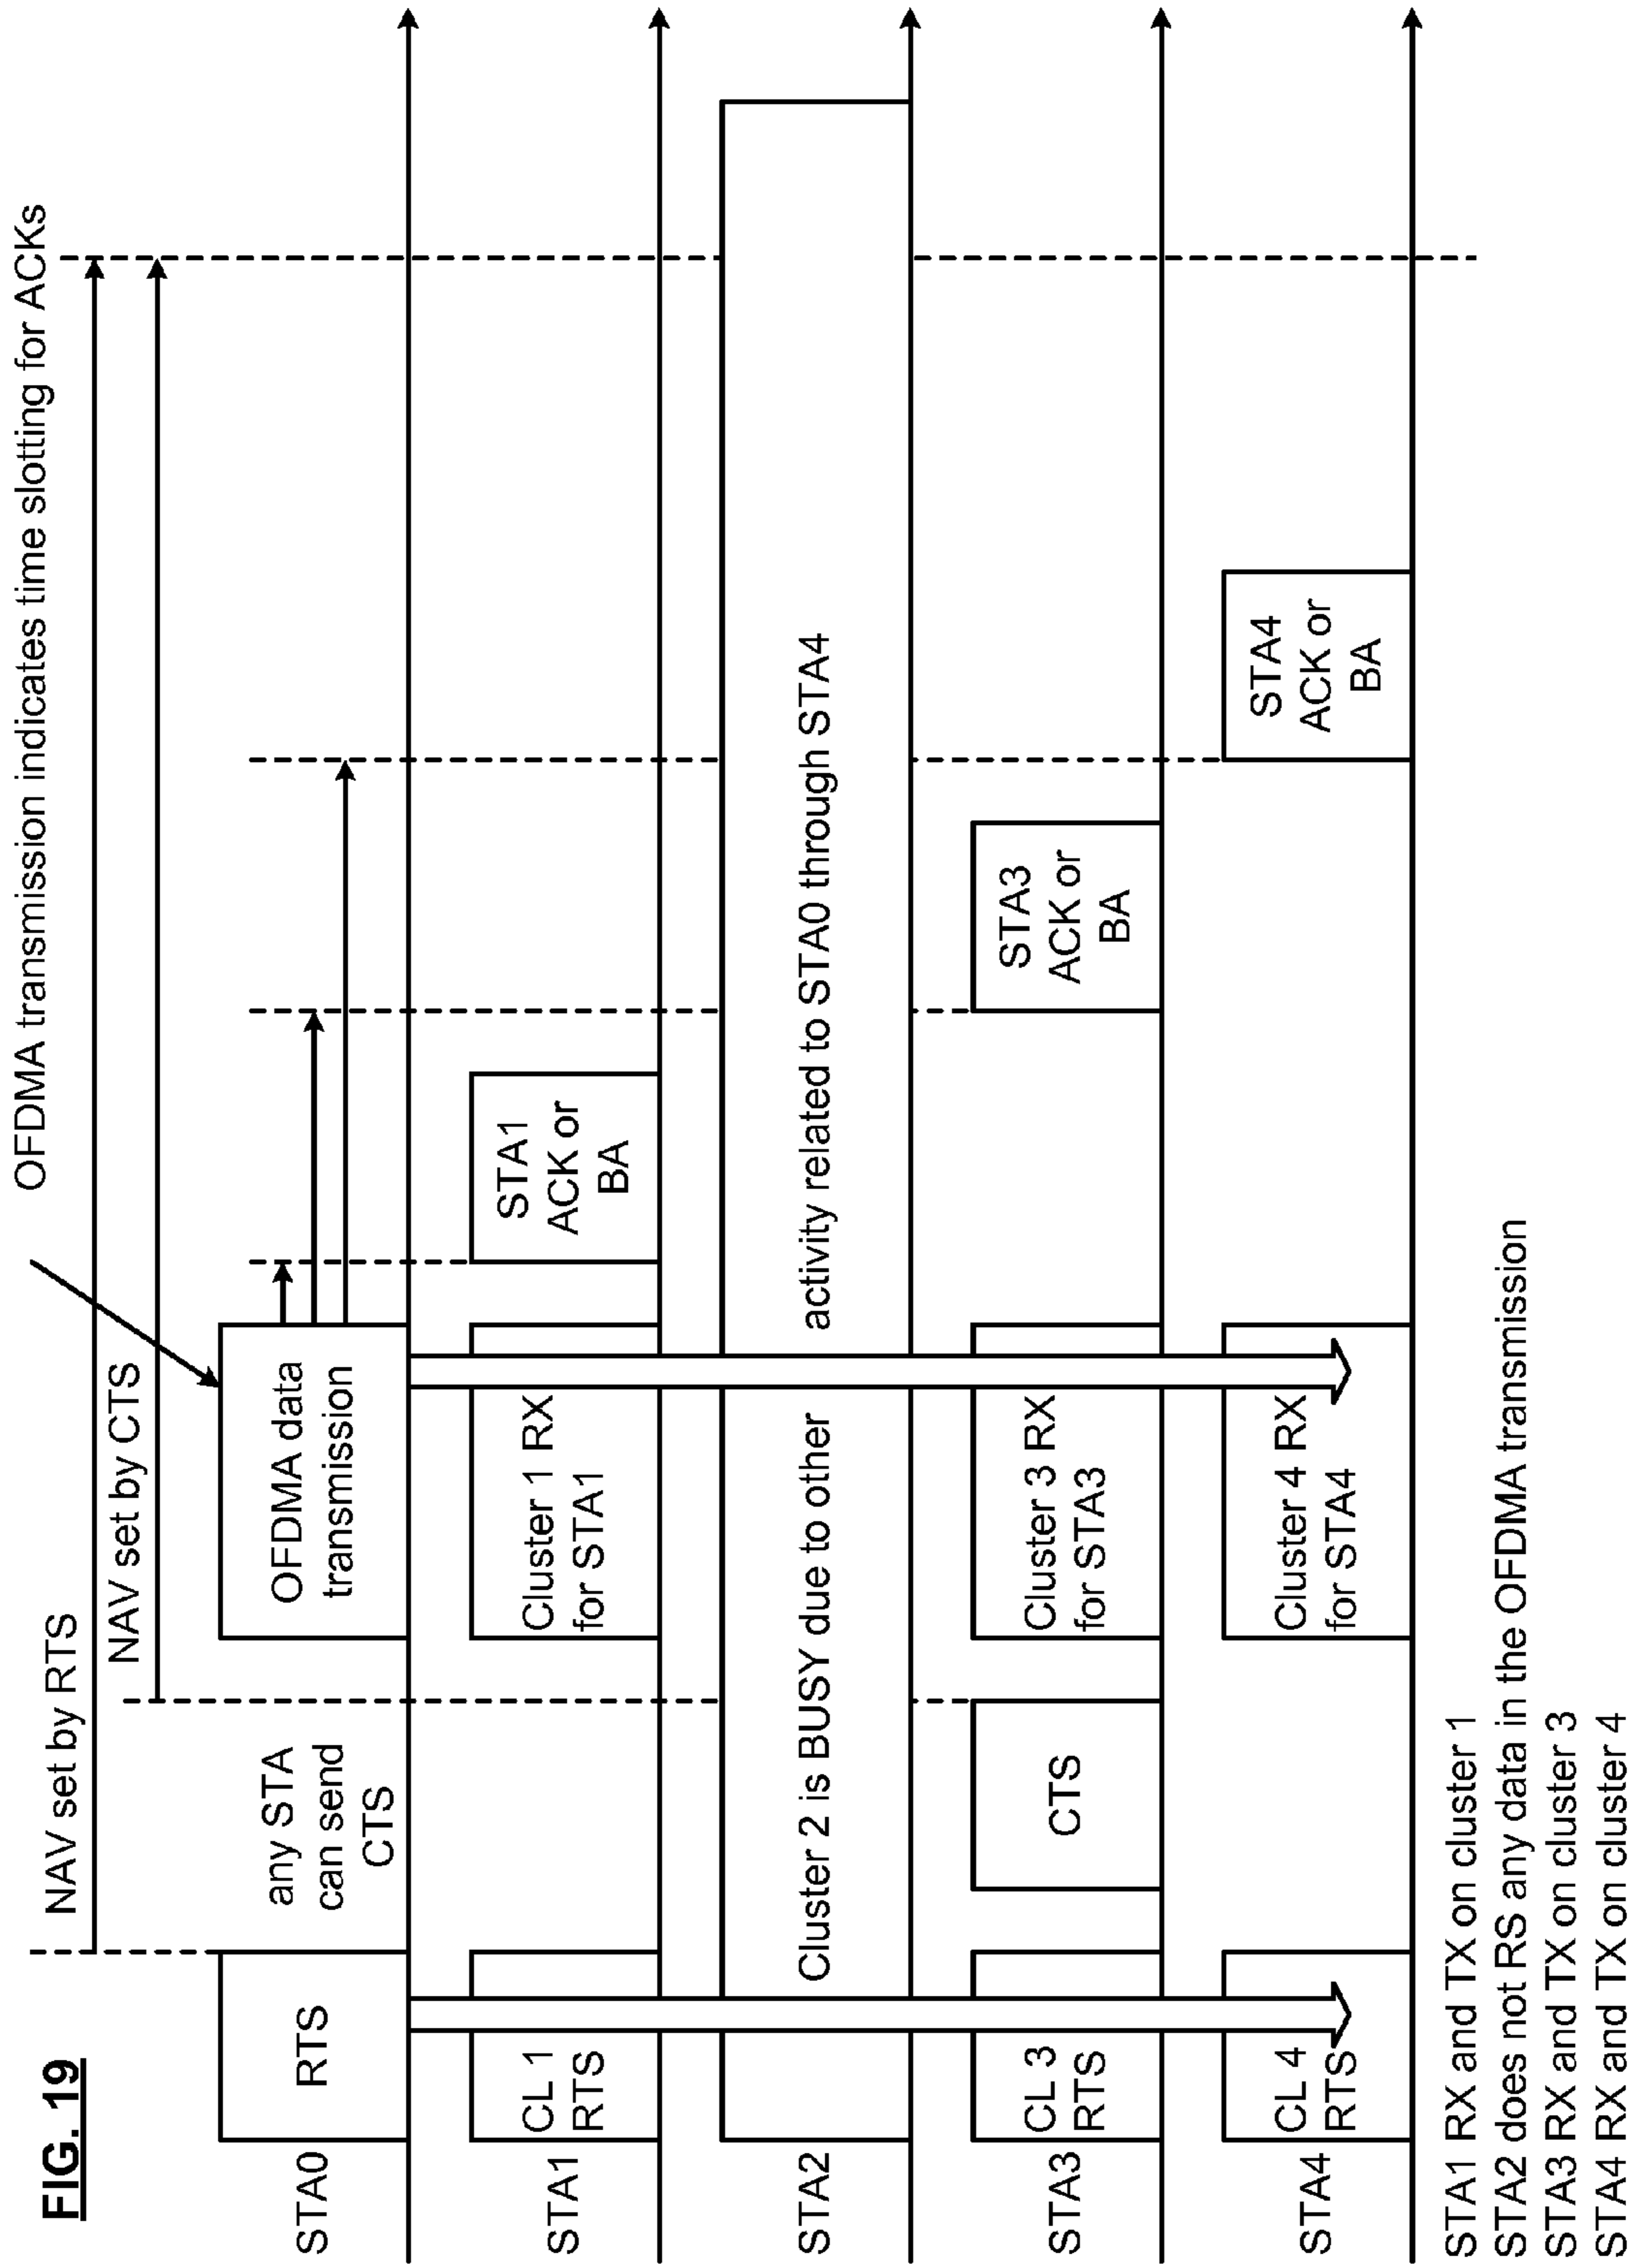 FIG. 19
OFDMA transmission indicates time slotting for ACKs
NAV set by RTS
NAV set by CTS
STA0
RTS
any STA
can send
CTS
OFDMA data
transmission
STA1
CL 1
RTS
Cluster 1 RX
for STA1
STA1
ACK or
BA
STA2
Cluster 2 is BUSY due to other activity related to STA0 through STA4
STA3
CL 3
RTS
CTS
Cluster 3 RX
for STA3
STA3
ACK or
BA
STA4
CL 4
RTS
Cluster 4 RX
for STA4
STA4
ACK or
BA
STA1 RX and TX on cluster 1
STA2 does not RS any data in the OFDMA transmission
STA3 RX and TX on cluster 3
STA4 RX and TX on cluster 4